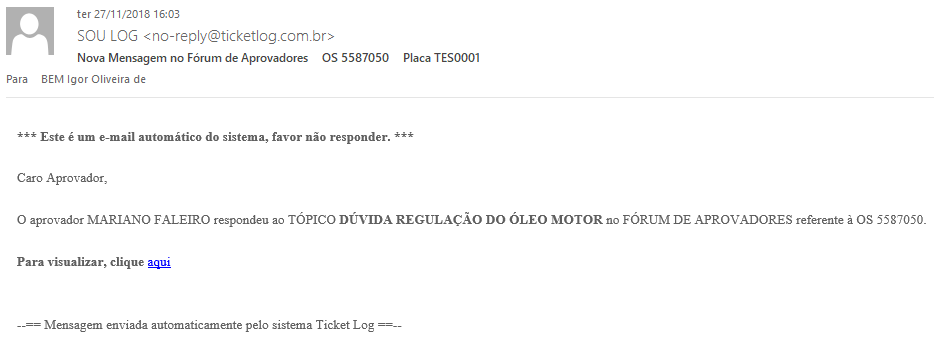 ter 27/11/2018 16:03
SOU LOG <no-reply@ticketlog.com.br>
Nova Mensagem no Fórum de Aprovadores OS 5587050 Placa TES0001
Para BEM Igor Oliveira de
*** Este é um e-mail automático do sistema, favor não responder. ***
Caro Aprovador,
O aprovador MARIANO FALEIRO respondeu ao TÓPICO DÚVIDA REGULAÇÃO DO ÓLEO MOTOR no FÓRUM DE APROVADORES referente à OS 5587050.
Para visualizar, clique aqui
--== Mensagem enviada automaticamente pelo sistema Ticket Log ==--